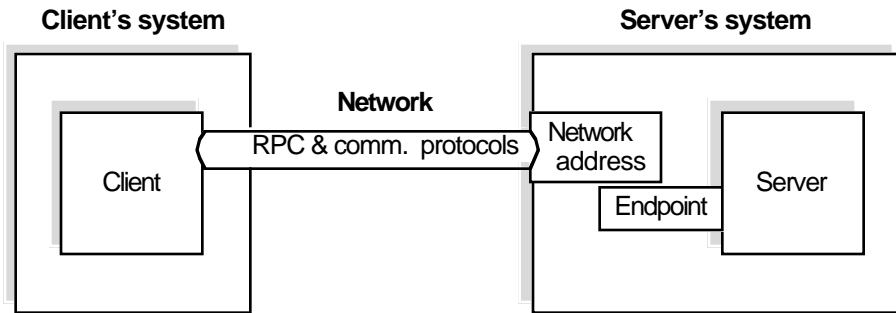 Client's system
Server's system
Network
RPC & comm. protocols
Network
address
Client
Endpoint
Server